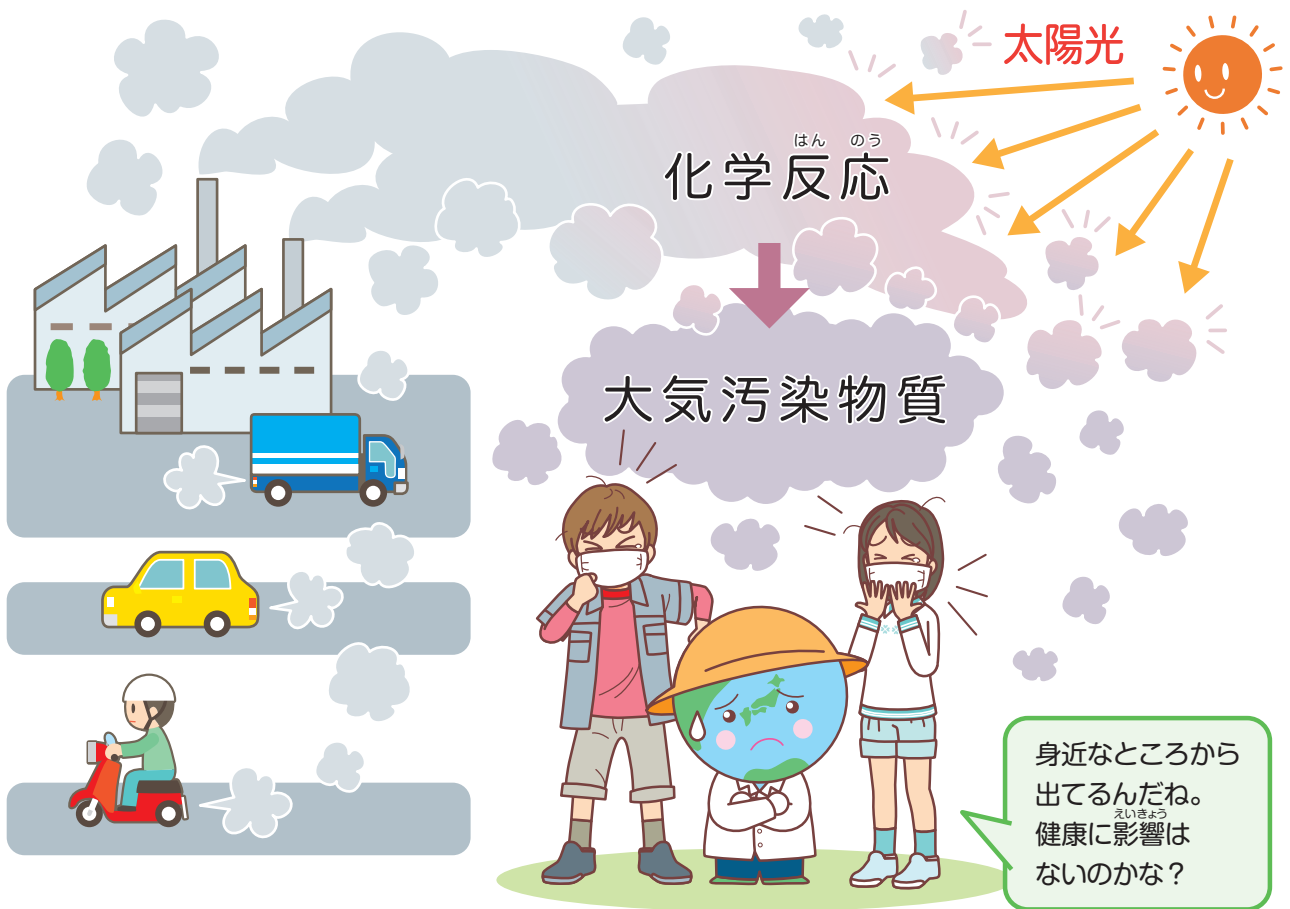 太陽光
はん のう
化学反応
大気汚染物質
身近なところから
出てるんだね。
えいきょう
健康に影響は
ないのかな？